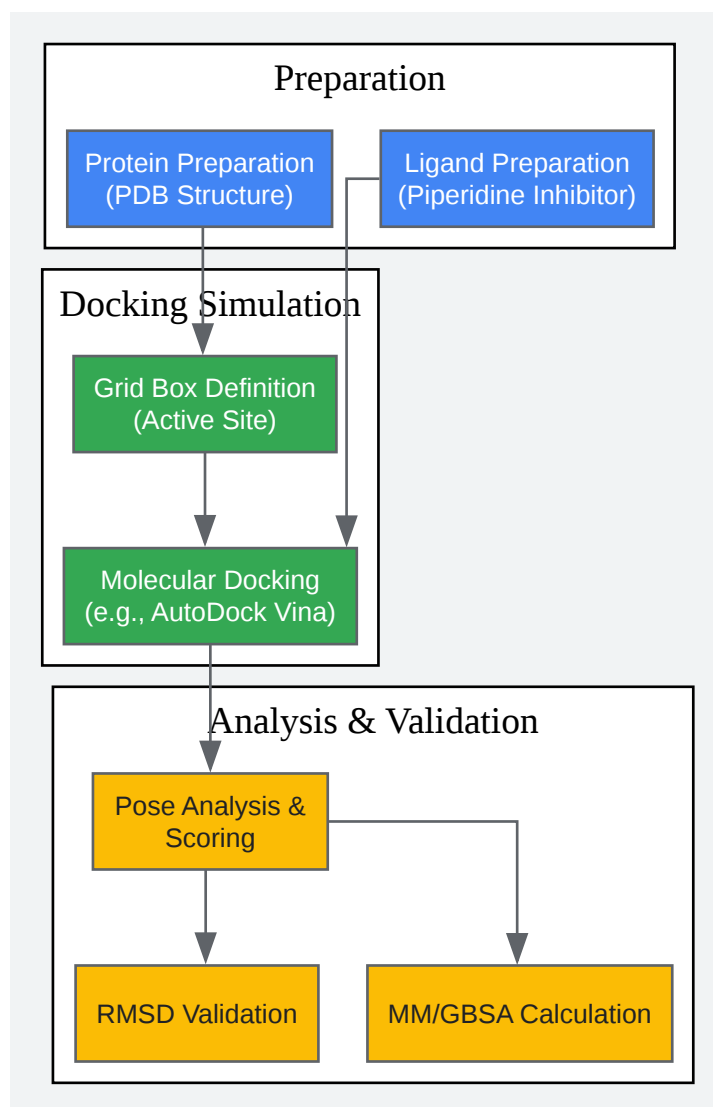 Preparation
Protein Preparation
(PDB Structure)
Ligand Preparation
(Piperidine Inhibitor)
Docking Simulation
Grid Box Definition
(Active Site)
Molecular Docking
(e.g., AutoDock Vina)
Analysis & Validation
Pose Analysis &
Scoring
RMSD Validation
MM/GBSA Calculation